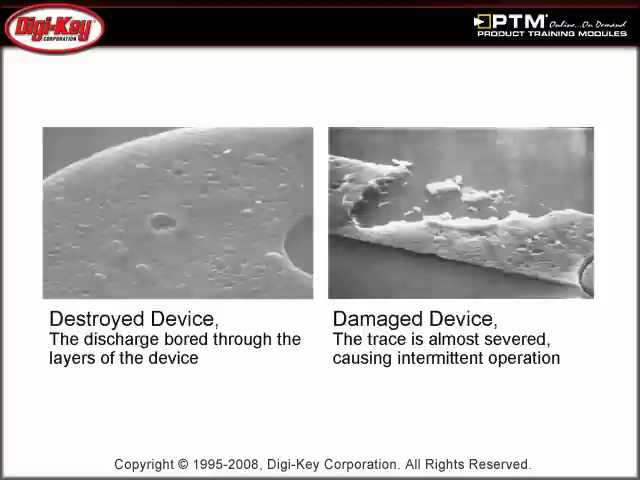 Digi-Key
CORPORATION
PTM Online...On Demand
PRODUCT TRAINING MODULES
Destroyed Device,
The discharge bored through the
layers of the device
Damaged Device,
The trace is almost severed,
causing intermittent operation
Copyright © 1995-2008, Digi-Key Corporation. All Rights Reserved.